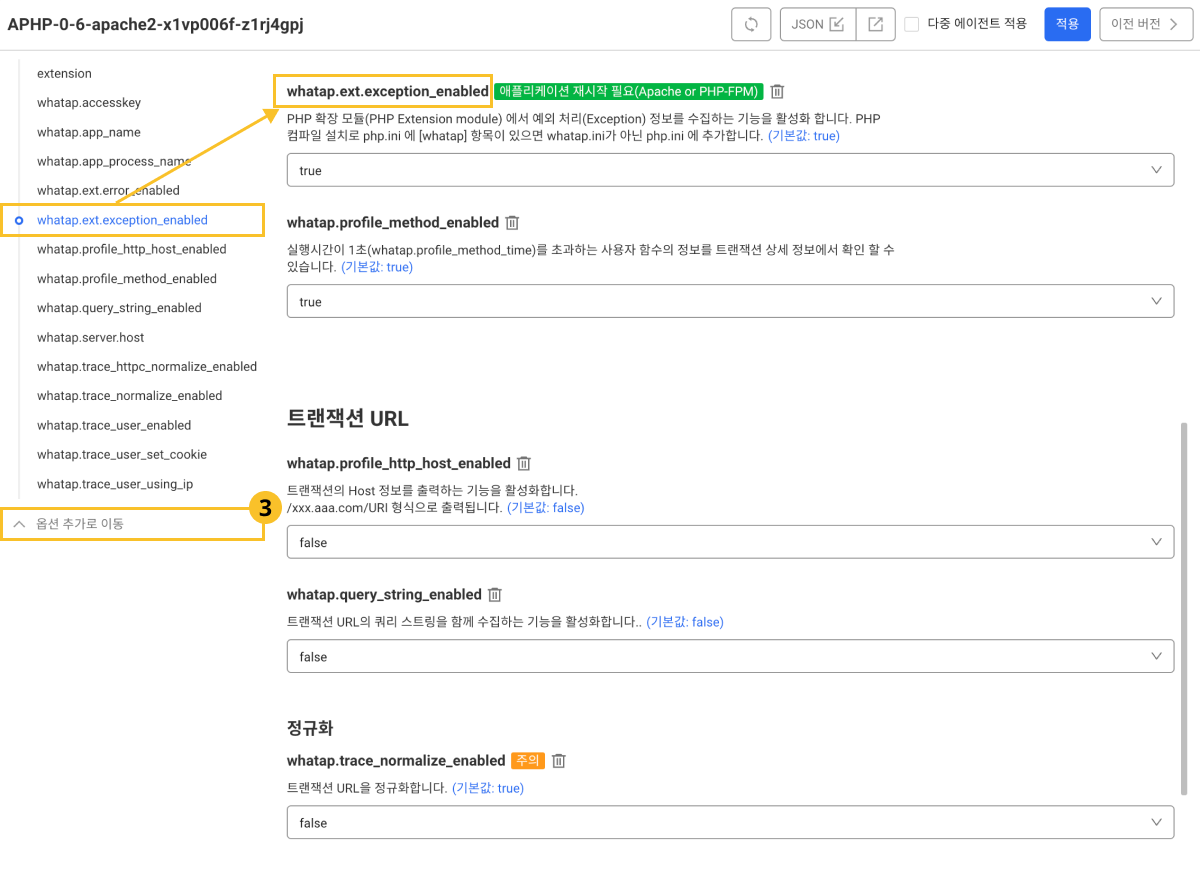 APHP-0-6-apache2-x1vp006f-z1rj4gpj
JSON
다중 에이전트 적용
적용
이전 버전
extension
whatap.accesskey
whatap.app_name
whatap.app_process_name
whatap.ext.error_enabled
whatap.ext.exception_enabled
whatap.profile_http_host_enabled
whatap.profile_method_enabled
whatap.query_string_enabled
whatap.server.host
whatap.trace_httpc_normalize_enabled
whatap.trace_normalize_enabled
whatap.trace_user_enabled
whatap.trace_user_set_cookie
whatap.trace_user_using_ip
옵션 추가로 이동
3
whatap.ext.exception_enabled 애플리케이션 재시작 필요(Apache or PHP-FPM)
PHP 확장 모듈(PHP Extension module) 에서 예외 처리(Exception) 정보를 수집하는 기능을 활성화 합니다. PHP
컴파일 설치로 php.ini 에 [whatap] 항목이 있으면 whatap.ini가 아닌 php.ini 에 추가합니다. (기본값: true)
true
whatap.profile_method_enabled
실행시간이 1초(whatap.profile_method_time)를 초과하는 사용자 함수의 정보를 트랜잭션 상세 정보에서 확인 할 수
있습니다. (기본값: true)
true
트랜잭션 URL
whatap.profile_http_host_enabled
트랜잭션의 Host 정보를 출력하는 기능을 활성화합니다.
/xxx.aaa.com/URI 형식으로 출력됩니다. (기본값: false)
false
whatap.query_string_enabled
트랜잭션 URL의 쿼리 스트링을 함께 수집하는 기능을 활성화합니다.. (기본값: false)
false
정규화
whatap.trace_normalize_enabled 주의
트랜잭션 URL을 정규화합니다. (기본값: true)
false